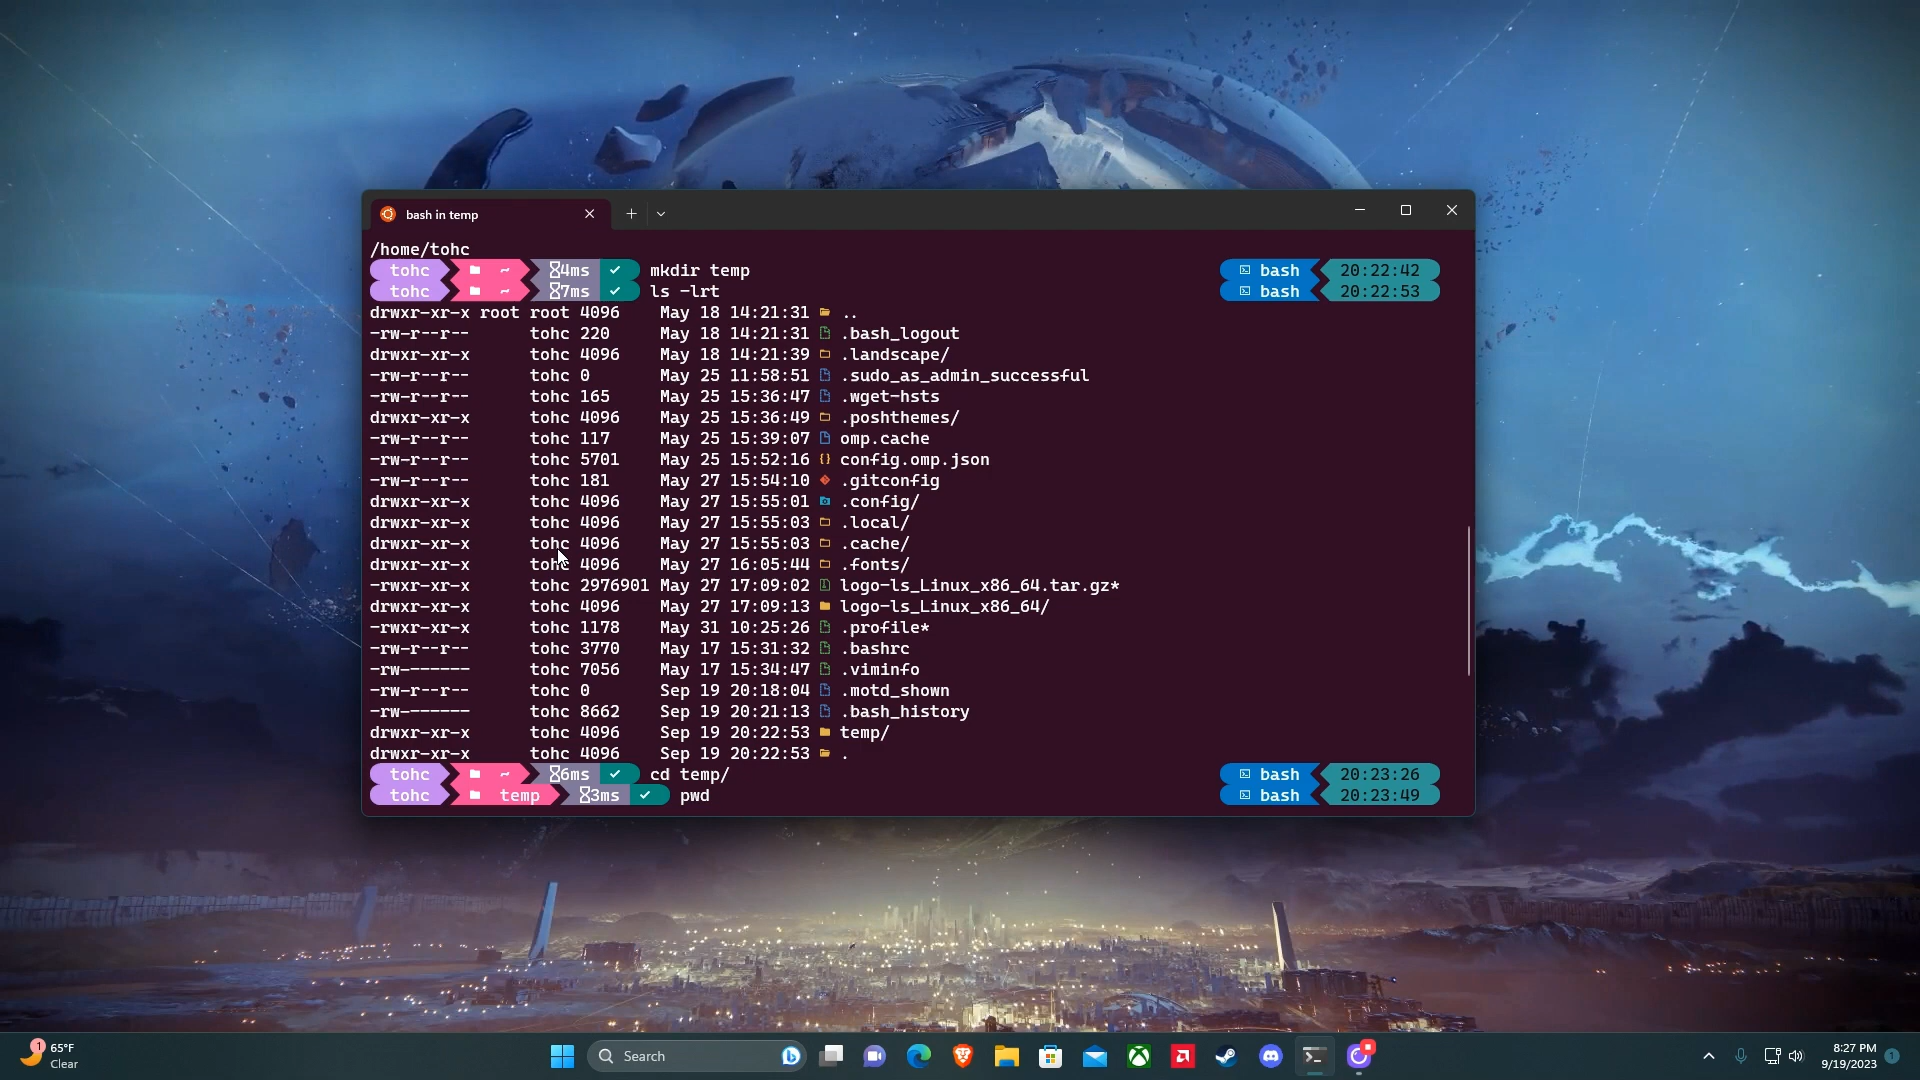 bash in temp
/home/tohc
tohc ~ 4ms mkdir temp bash 20:22:42
tohc ~ 7ms ls -lrt bash 20:22:53
drwxr-xr-x root root 4096 May 18 14:21:31 ..
-rw-r--r-- tohc 220 May 18 14:21:31 .bash_logout
drwxr-xr-x tohc 4096 May 18 14:21:39 .landscape/
-rw-r--r-- tohc 0 May 25 11:58:51 .sudo_as_admin_successful
-rw-r--r-- tohc 165 May 25 15:36:47 .wget-hsts
drwxr-xr-x tohc 4096 May 25 15:36:49 .poshthemes/
-rw-r--r-- tohc 117 May 25 15:39:07 omp.cache
-rw-r--r-- tohc 5701 May 25 15:52:16 config.omp.json
-rw-r--r-- tohc 181 May 27 15:54:10 .gitconfig
drwxr-xr-x tohc 4096 May 27 15:55:01 .config/
drwxr-xr-x tohc 4096 May 27 15:55:03 .local/
drwxr-xr-x tohc 4096 May 27 15:55:03 .cache/
drwxr-xr-x tohc 4096 May 27 16:05:44 .fonts/
-rwxr-xr-x tohc 2976901 May 27 17:09:02 logo-ls_Linux_x86_64.tar.gz*
drwxr-xr-x tohc 4096 May 27 17:09:13 logo-ls_Linux_x86_64/
-rwxr-xr-x tohc 1178 May 31 10:25:26 .profile*
-rw-r--r-- tohc 3770 May 17 15:31:32 .bashrc
-rw------- tohc 7056 May 17 15:34:47 .viminfo
-rw-r--r-- tohc 0 Sep 19 20:18:04 .motd_shown
-rw------- tohc 8662 Sep 19 20:21:13 .bash_history
drwxr-xr-x tohc 4096 Sep 19 20:22:53 temp/
drwxr-xr-x tohc 4096 Sep 19 20:22:53 .
tohc ~ 6ms cd temp/ bash 20:23:26
tohc temp 3ms pwd bash 20:23:49
1
65°F
Clear
Search
8:27 PM
9/19/2023
1